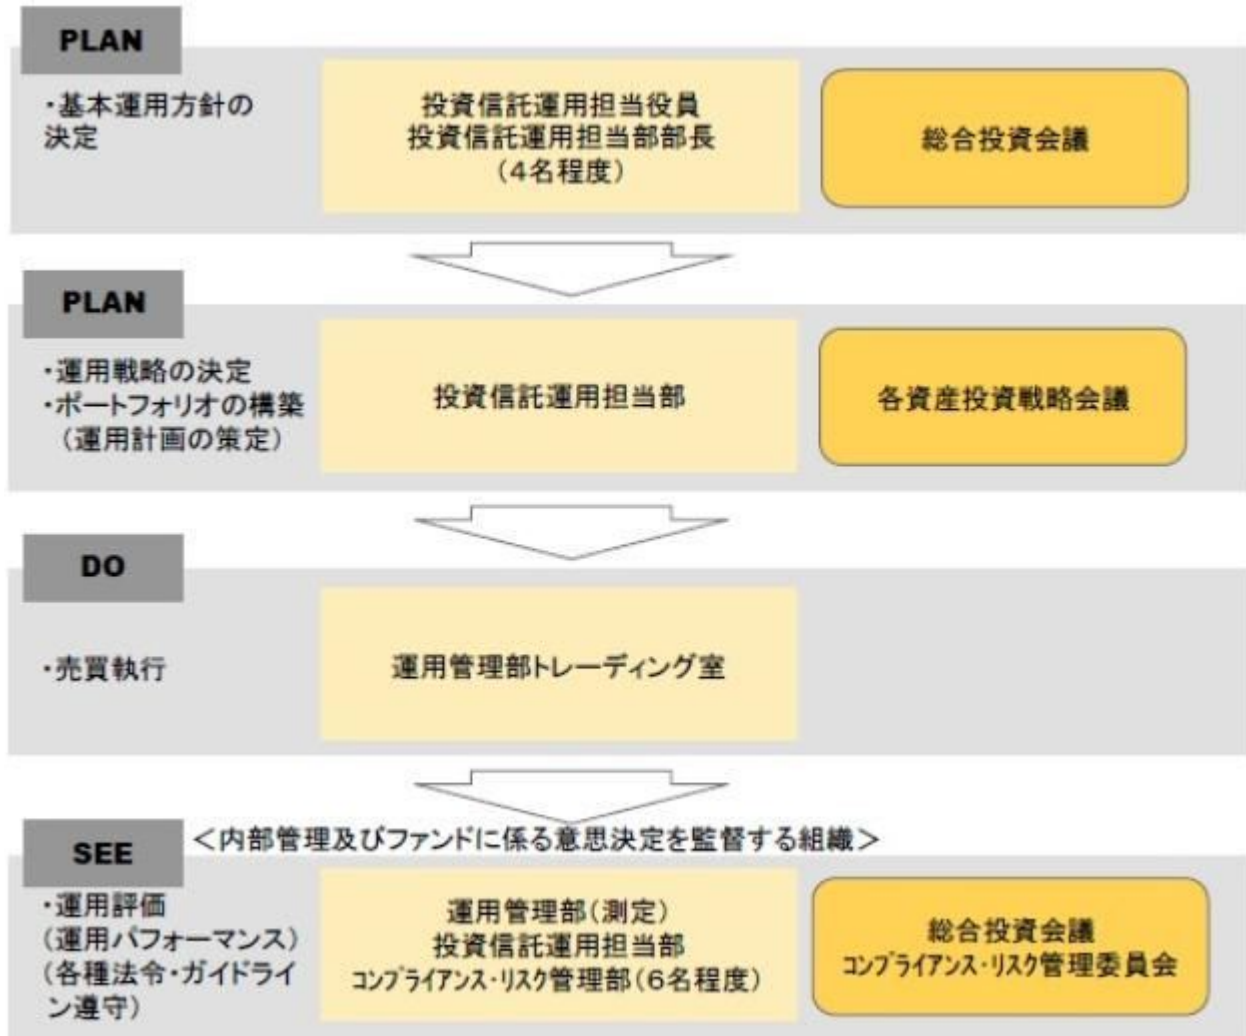 PLAN
・基本運用方針の
決定
投資信託運用担当役員
投資信託運用担当部部長
(4名程度)
総合投資会議
PLAN
・運用戦略の決定
・ポートフォリオの構築
(運用計画の策定)
投資信託運用担当部
各資産投資戦略会議
DO
・売買執行
運用管理部トレーディング室
SEE
＜内部管理及びファンドに係る意思決定を監督する組織＞
・運用評価
(運用パフォーマンス)
(各種法令・ガイドライ
ン遵守)
運用管理部(測定)
投資信託運用担当部
コンプライアンス・リスク管理部(6名程度)
総合投資会議
コンプライアンス・リスク管理委員会